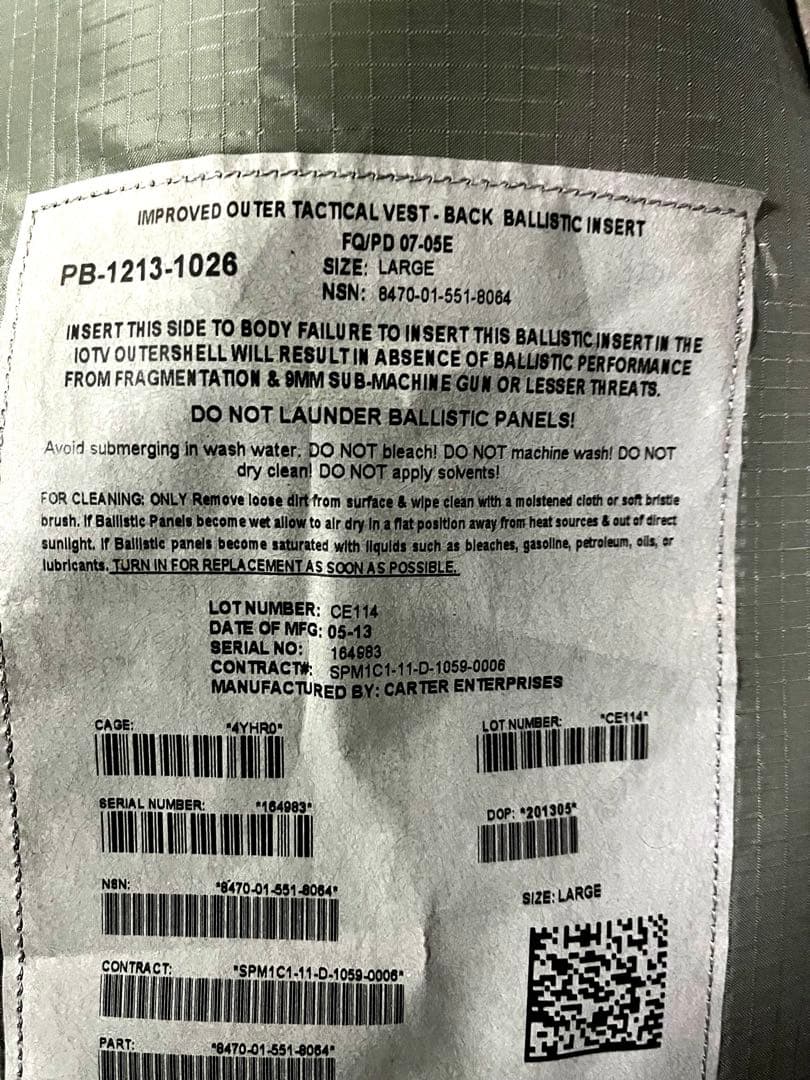 IMPROVED OUTER TACTICAL VEST - BACK BALLISTIC INSERT
FQ/PD 07-05E
PB-1213-1026
SIZE: LARGE
NSN: 8470-01-551-8064
INSERT THIS SIDE TO BODY FAILURE TO INSERT THIS BALLISTIC INSERT IN THE
IOTV OUTERSHELL WILL RESULT IN ABSENCE OF BALLISTIC PERFORMANCE
FROM FRAGMENTATION & 9MM SUB-MACHINE GUN OR LESSER THREATS.
DO NOT LAUNDER BALLISTIC PANELS!
Avoid submerging in wash water. DO NOT bleach! DO NOT machine wash! DO NOT
dry clean! DO NOT apply solvents!
FOR CLEANING: ONLY Remove loose dirt from surface & wipe clean with a moistened cloth or soft bristle
brush. If Ballistic Panels become wet allow to air dry in a flat position away from heat sources & out of direct
sunlight. If Ballistic panels become saturated with liquids such as bleaches, gasoline, petroleum, oils, or
lubricants. TURN IN FOR REPLACEMENT AS SOON AS POSSIBLE.
LOT NUMBER: CE114
DATE OF MFG: 05-13
SERIAL NO: 164983
CONTRACT#: SPM1C1-11-D-1059-0006
MANUFACTURED BY: CARTER ENTERPRISES
CAGE: *4YHR0*
LOT NUMBER: *CE114*
SERIAL NUMBER: *164983*
DOP: *201305*
NSN: *8470-01-551-8064*
SIZE: LARGE
CONTRACT: *SPM1C1-11-D-1059-0006*
PART: *8470-01-551-8064*